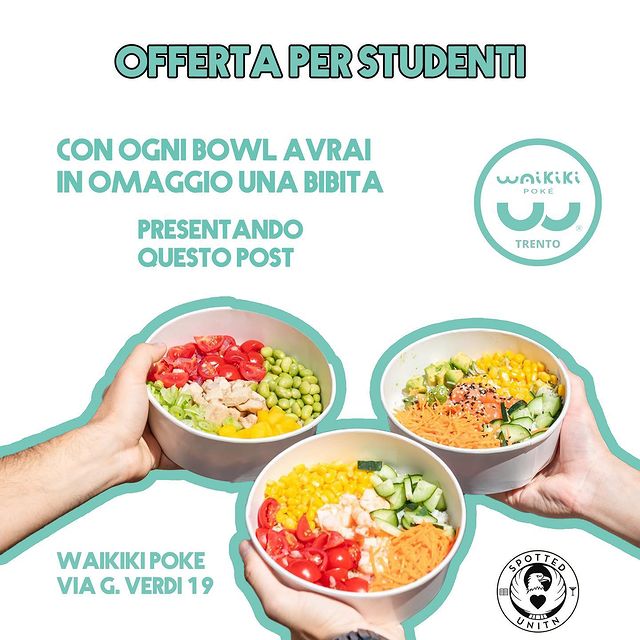 OFFERTA PER STUDENTI
CON OGNI BOWL AVRAI
IN OMAGGIO UNA BIBITA
PRESENTANDO
QUESTO POST
WAIKIKI
POKE
®
TRENTO
WAIKIKI POKE
VIA G. VERDI 19
SPOTTED
UNITN